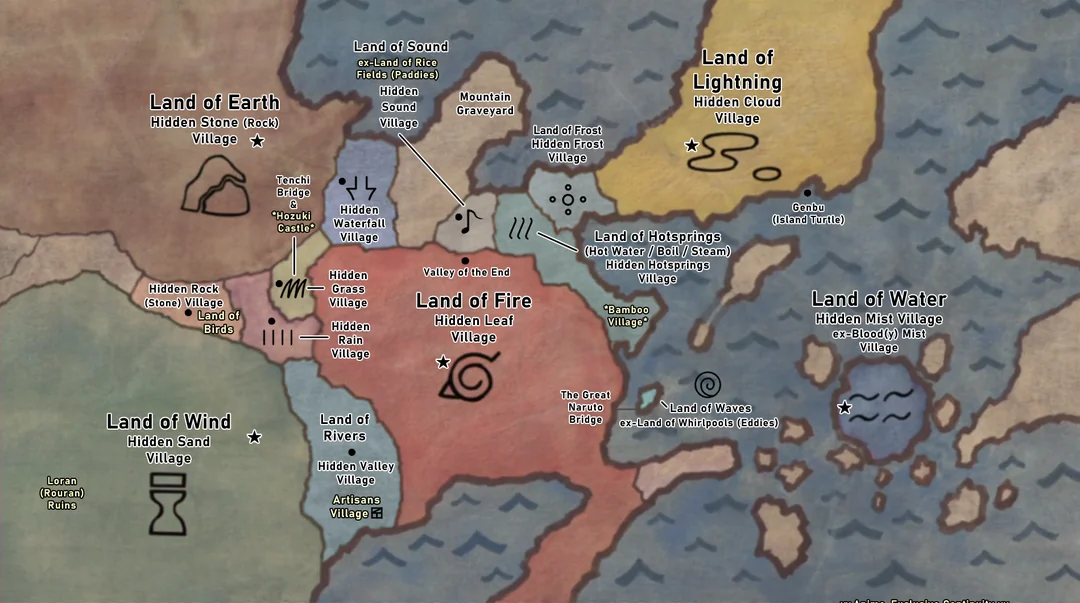 Land of Sound
ex-Land of Rice
Fields (Paddies)
Hidden
Sound
Village
Mountain
Graveyard
Land of
Lightning
Hidden Cloud
Village
Land of Earth
Hidden Stone (Rock)
Village
Land of Frost
Hidden Frost
Village
Tenchi
Bridge
&
"Hozuki
Castle"
Hidden
Waterfall
Village
Genbu
(Island Turtle)
Land of Hotsprings
(Hot Water / Boil / Steam)
Hidden Hotsprings
Village
Valley of the End
Hidden
Grass
Village
Hidden Rock
(Stone) Village
Land of
Birds
Land of Fire
Hidden Leaf
Village
"Bamboo
Village"
Land of Water
Hidden Mist Village
ex-Blood(y) Mist
Village
Hidden
Rain
Village
The Great
Naruto
Bridge
Land of Waves
ex-Land of Whirlpools (Eddies)
Land of Wind
Hidden Sand
Village
Land of
Rivers
Hidden Valley
Village
Artisans
Village
Loran
(Rouran)
Ruins